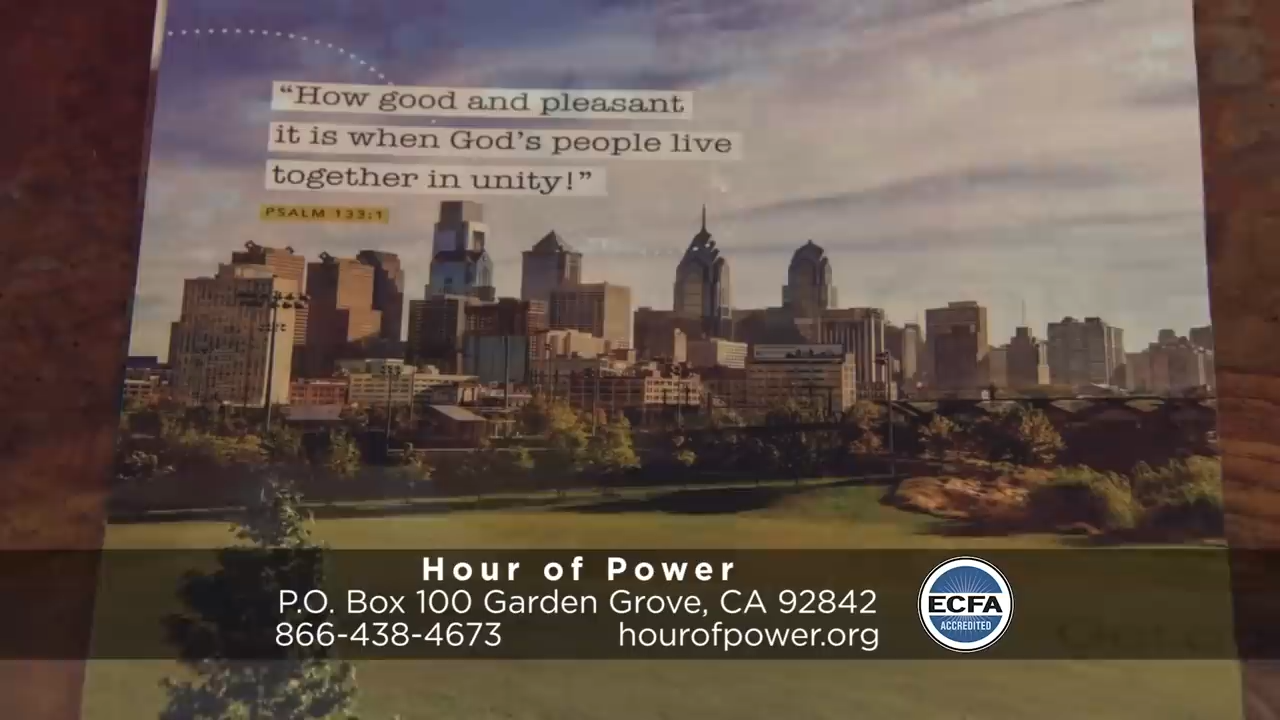 “How good and pleasant
it is when God’s people live
together in unity!”
PSALM 133:1
Hour of Power
P.O. Box 100 Garden Grove, CA 92842
866-438-4673 hourofpower.org
ECFA
ACCREDITED